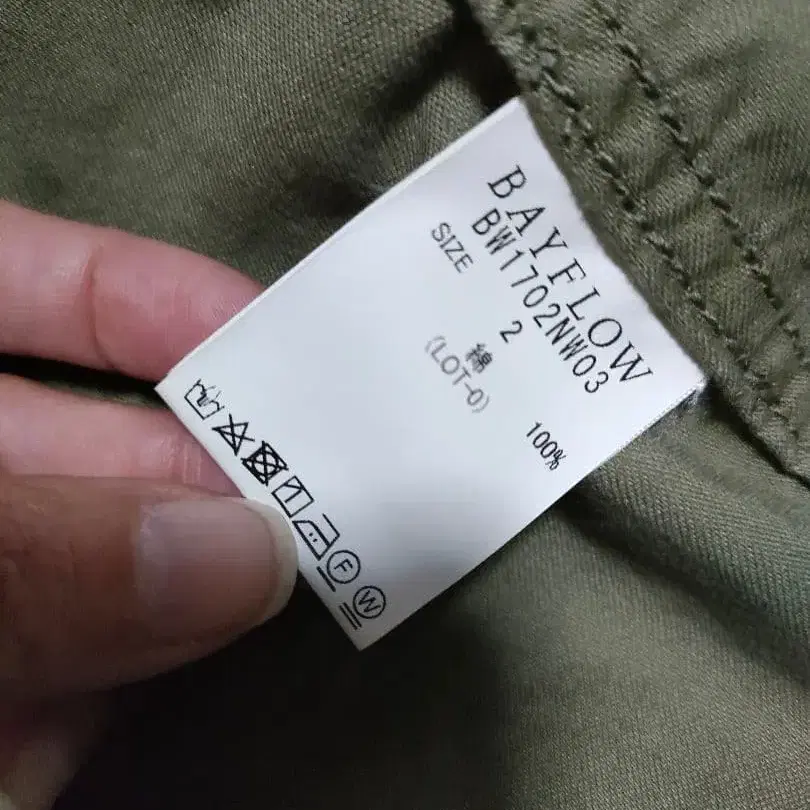 BAYFLOW
BW1702NW03
SIZE 2
綿 100%
(LOT-0)
F
W